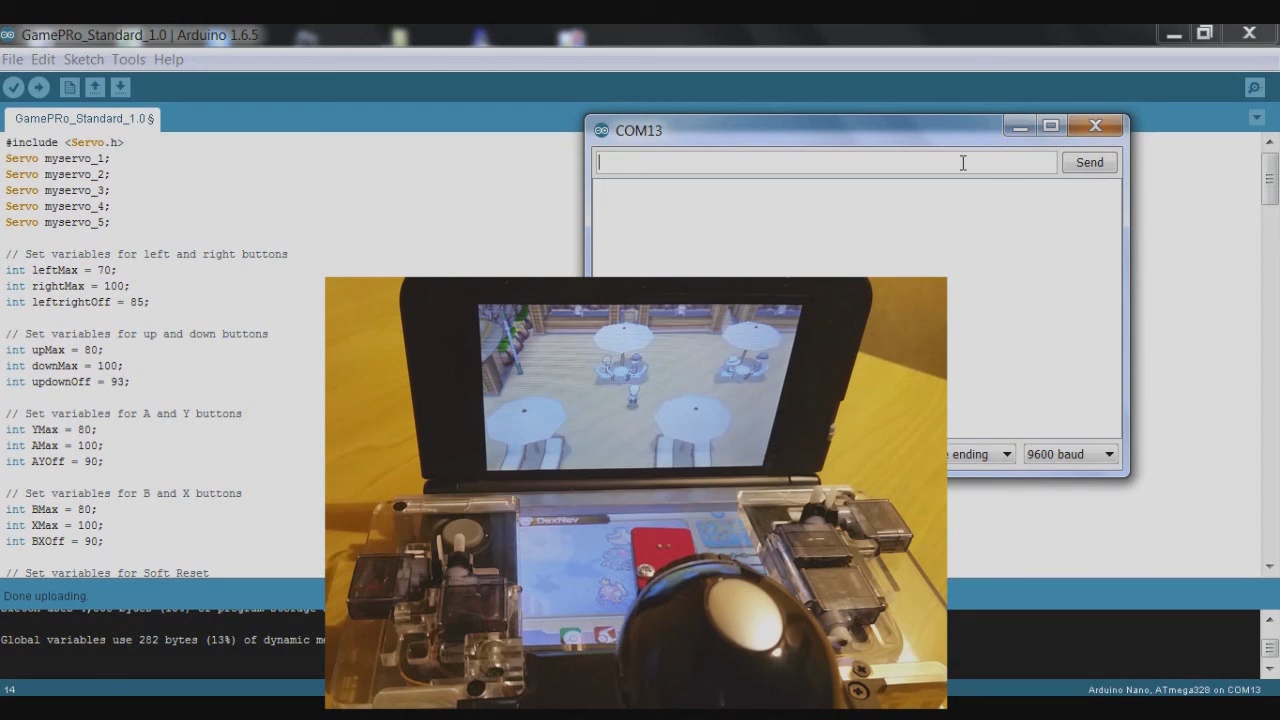 GamePRo_Standard_1.0 | Arduino 1.6.5
File Edit Sketch Tools Help
GamePRo_Standard_1.0 §
#include <Servo.h>
Servo myservo_1;
Servo myservo_2;
Servo myservo_3;
Servo myservo_4;
Servo myservo_5;
// Set variables for left and right buttons
int leftMax = 70;
int rightMax = 100;
int leftrightOff = 85;
// Set variables for up and down buttons
int upMax = 80;
int downMax = 100;
int updownOff = 93;
// Set variables for A and Y buttons
int YMax = 80;
int AMax = 100;
int AYOff = 90;
// Set variables for B and X buttons
int BMax = 80;
int XMax = 100;
int BXOff = 90;
// Set variables for Soft Reset
COM13
Send
ending
9600 baud
DexNav
Done uploading.
Global variables use 282 bytes (13%) of dynamic
14
Arduino Nano, ATmega328 on COM13